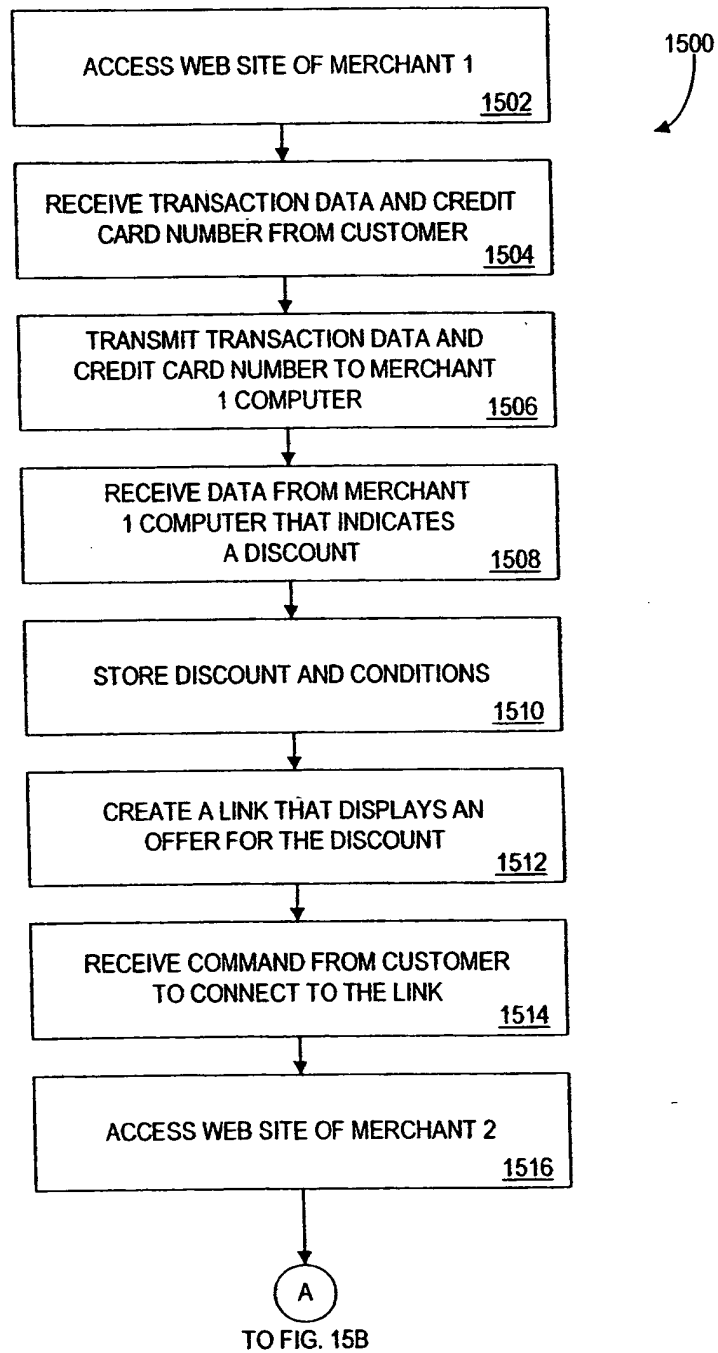 1500
ACCESS WEB SITE OF MERCHANT 1
1502
RECEIVE TRANSACTION DATA AND CREDIT
CARD NUMBER FROM CUSTOMER
1504
TRANSMIT TRANSACTION DATA AND
CREDIT CARD NUMBER TO MERCHANT
1 COMPUTER
1506
RECEIVE DATA FROM MERCHANT
1 COMPUTER THAT INDICATES
A DISCOUNT
1508
STORE DISCOUNT AND CONDITIONS
1510
CREATE A LINK THAT DISPLAYS AN
OFFER FOR THE DISCOUNT
1512
RECEIVE COMMAND FROM CUSTOMER
TO CONNECT TO THE LINK
1514
ACCESS WEB SITE OF MERCHANT 2
1516
A
TO FIG. 15B